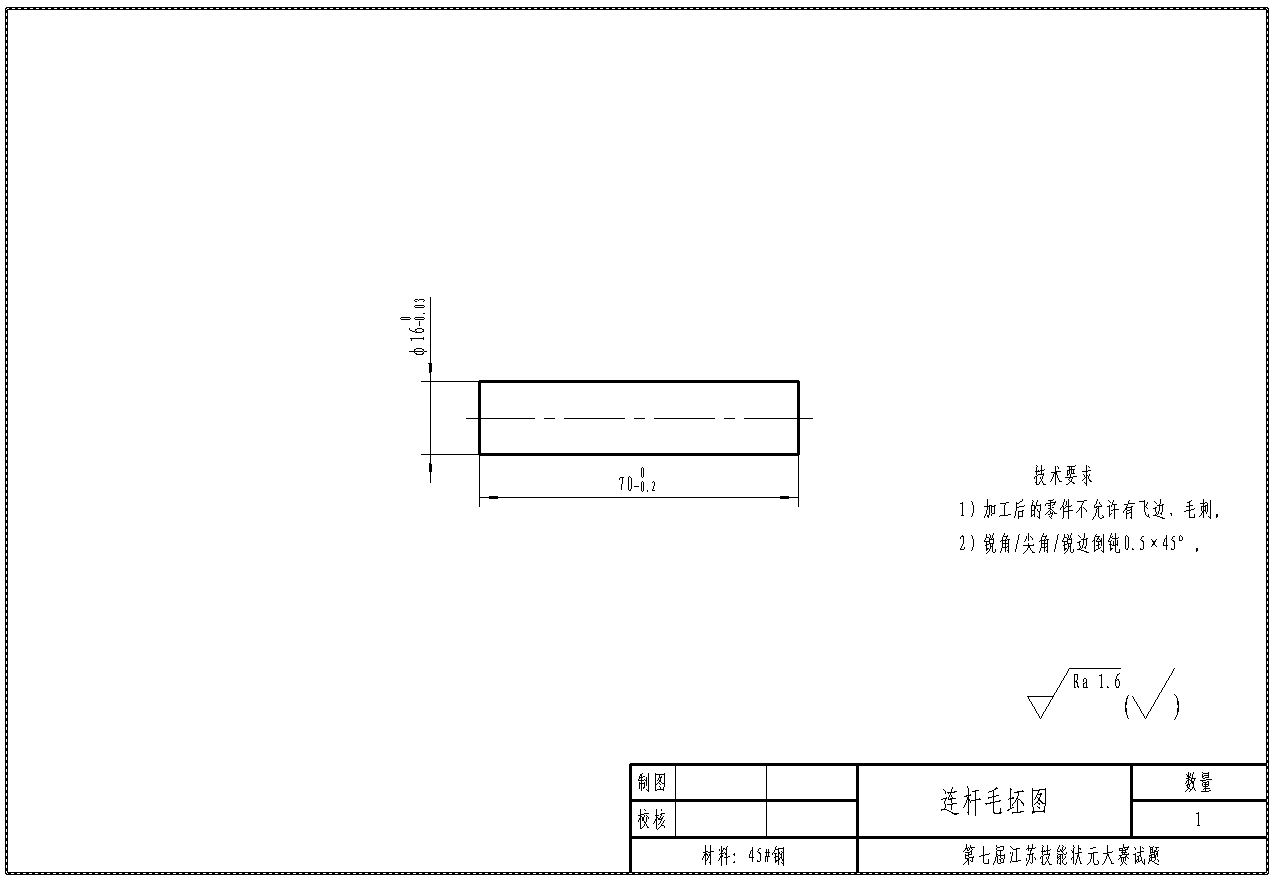 φ16 0 -0.03
70 0 -0.2
技术要求
1）加工后的零件不允许有飞边、毛刺。
2）锐角/尖角/锐边倒钝0.5×45°。
Ra 1.6
( )
制图
校核
连杆毛坯图
数量
1
材料：45#钢
第七届江苏技能状元大赛试题